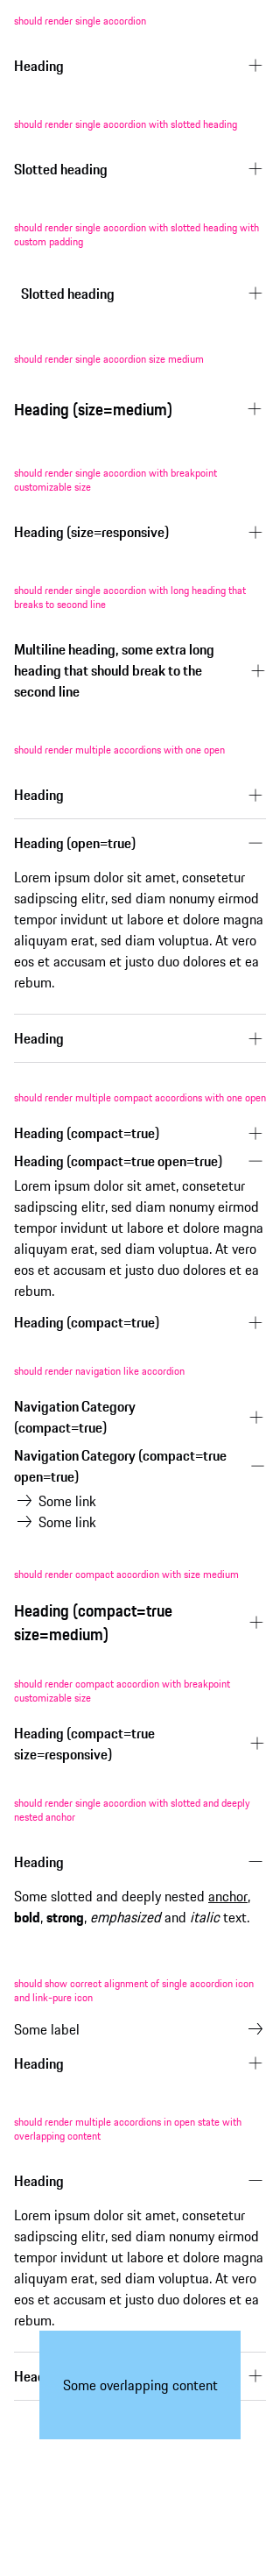 should render single accordion
Heading
should render single accordion with slotted heading
Slotted heading
should render single accordion with slotted heading with
custom padding
Slotted heading
should render single accordion size medium
Heading (size=medium)
should render single accordion with breakpoint
customizable size
Heading (size=responsive)
should render single accordion with long heading that
breaks to second line
Multiline heading, some extra long
heading that should break to the
second line
should render multiple accordions with one open
Heading
Heading (open=true)
Lorem ipsum dolor sit amet, consetetur
sadipscing elitr, sed diam nonumy eirmod
tempor invidunt ut labore et dolore magna
aliquyam erat, sed diam voluptua. At vero
eos et accusam et justo duo dolores et ea
rebum.
Heading
should render multiple compact accordions with one open
Heading (compact=true)
Heading (compact=true open=true)
Lorem ipsum dolor sit amet, consetetur
sadipscing elitr, sed diam nonumy eirmod
tempor invidunt ut labore et dolore magna
aliquyam erat, sed diam voluptua. At vero
eos et accusam et justo duo dolores et ea
rebum.
Heading (compact=true)
should render navigation like accordion
Navigation Category
(compact=true)
Navigation Category (compact=true
open=true)
Some link
Some link
should render compact accordion with size medium
Heading (compact=true
size=medium)
should render compact accordion with breakpoint
customizable size
Heading (compact=true
size=responsive)
should render single accordion with slotted and deeply
nested anchor
Heading
Some slotted and deeply nested anchor,
bold, strong, emphasized and italic text.
should show correct alignment of single accordion icon
and link-pure icon
Some label
Heading
should render multiple accordions in open state with
overlapping content
Heading
Lorem ipsum dolor sit amet, consetetur
sadipscing elitr, sed diam nonumy eirmod
tempor invidunt ut labore et dolore magna
aliquyam erat, sed diam voluptua. At vero
eos et accusam et justo duo dolores et ea
rebum.
Some overlapping content